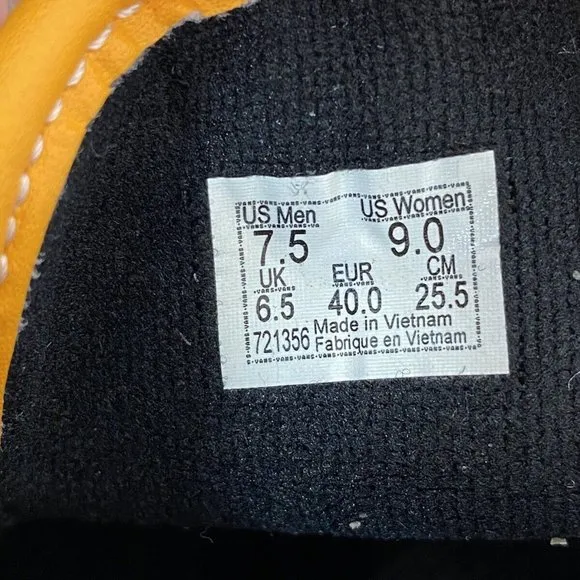 US Men US Women
7.5 9.0
UK EUR CM
6.5 40.0 25.5
721356 Made in Vietnam
Fabrique en Vietnam